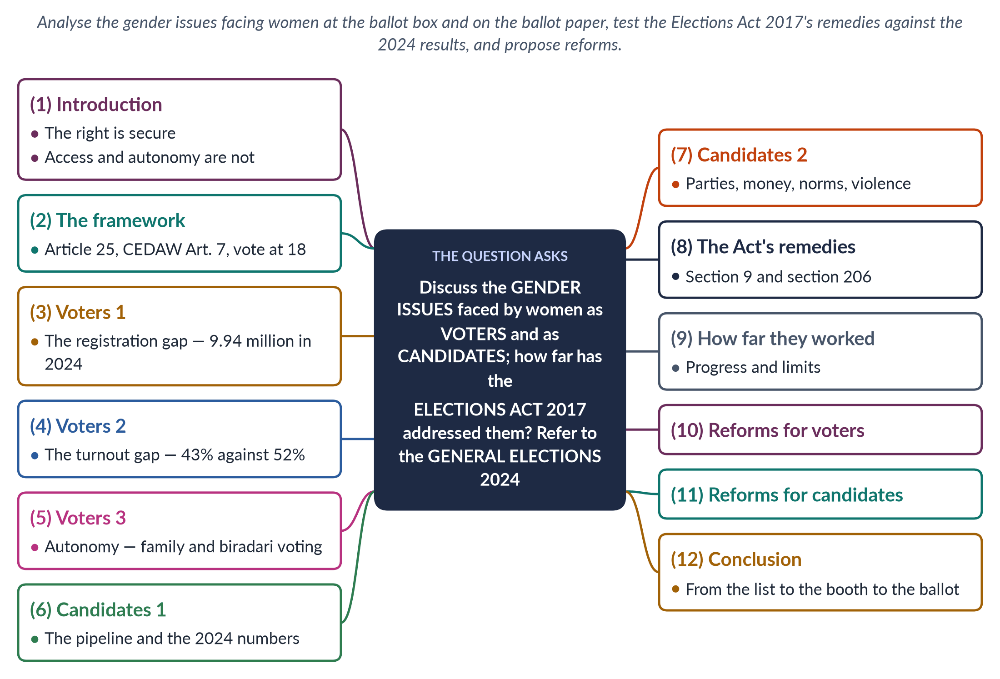 Analyse the gender issues facing women at the ballot box and on the ballot paper, test the Elections Act 2017's remedies against the
2024 results, and propose reforms.
(1) Introduction
• The right is secure
• Access and autonomy are not
(2) The framework
• Article 25, CEDAW Art. 7, vote at 18
(3) Voters 1
• The registration gap — 9.94 million in
2024
(4) Voters 2
• The turnout gap — 43% against 52%
(5) Voters 3
• Autonomy — family and biradari voting
(6) Candidates 1
• The pipeline and the 2024 numbers
THE QUESTION ASKS
Discuss the GENDER
ISSUES faced by women as
VOTERS and as
CANDIDATES; how far has
the
ELECTIONS ACT 2017
addressed them? Refer to
the GENERAL ELECTIONS
2024
(7) Candidates 2
• Parties, money, norms, violence
(8) The Act's remedies
• Section 9 and section 206
(9) How far they worked
• Progress and limits
(10) Reforms for voters
(11) Reforms for candidates
(12) Conclusion
• From the list to the booth to the ballot